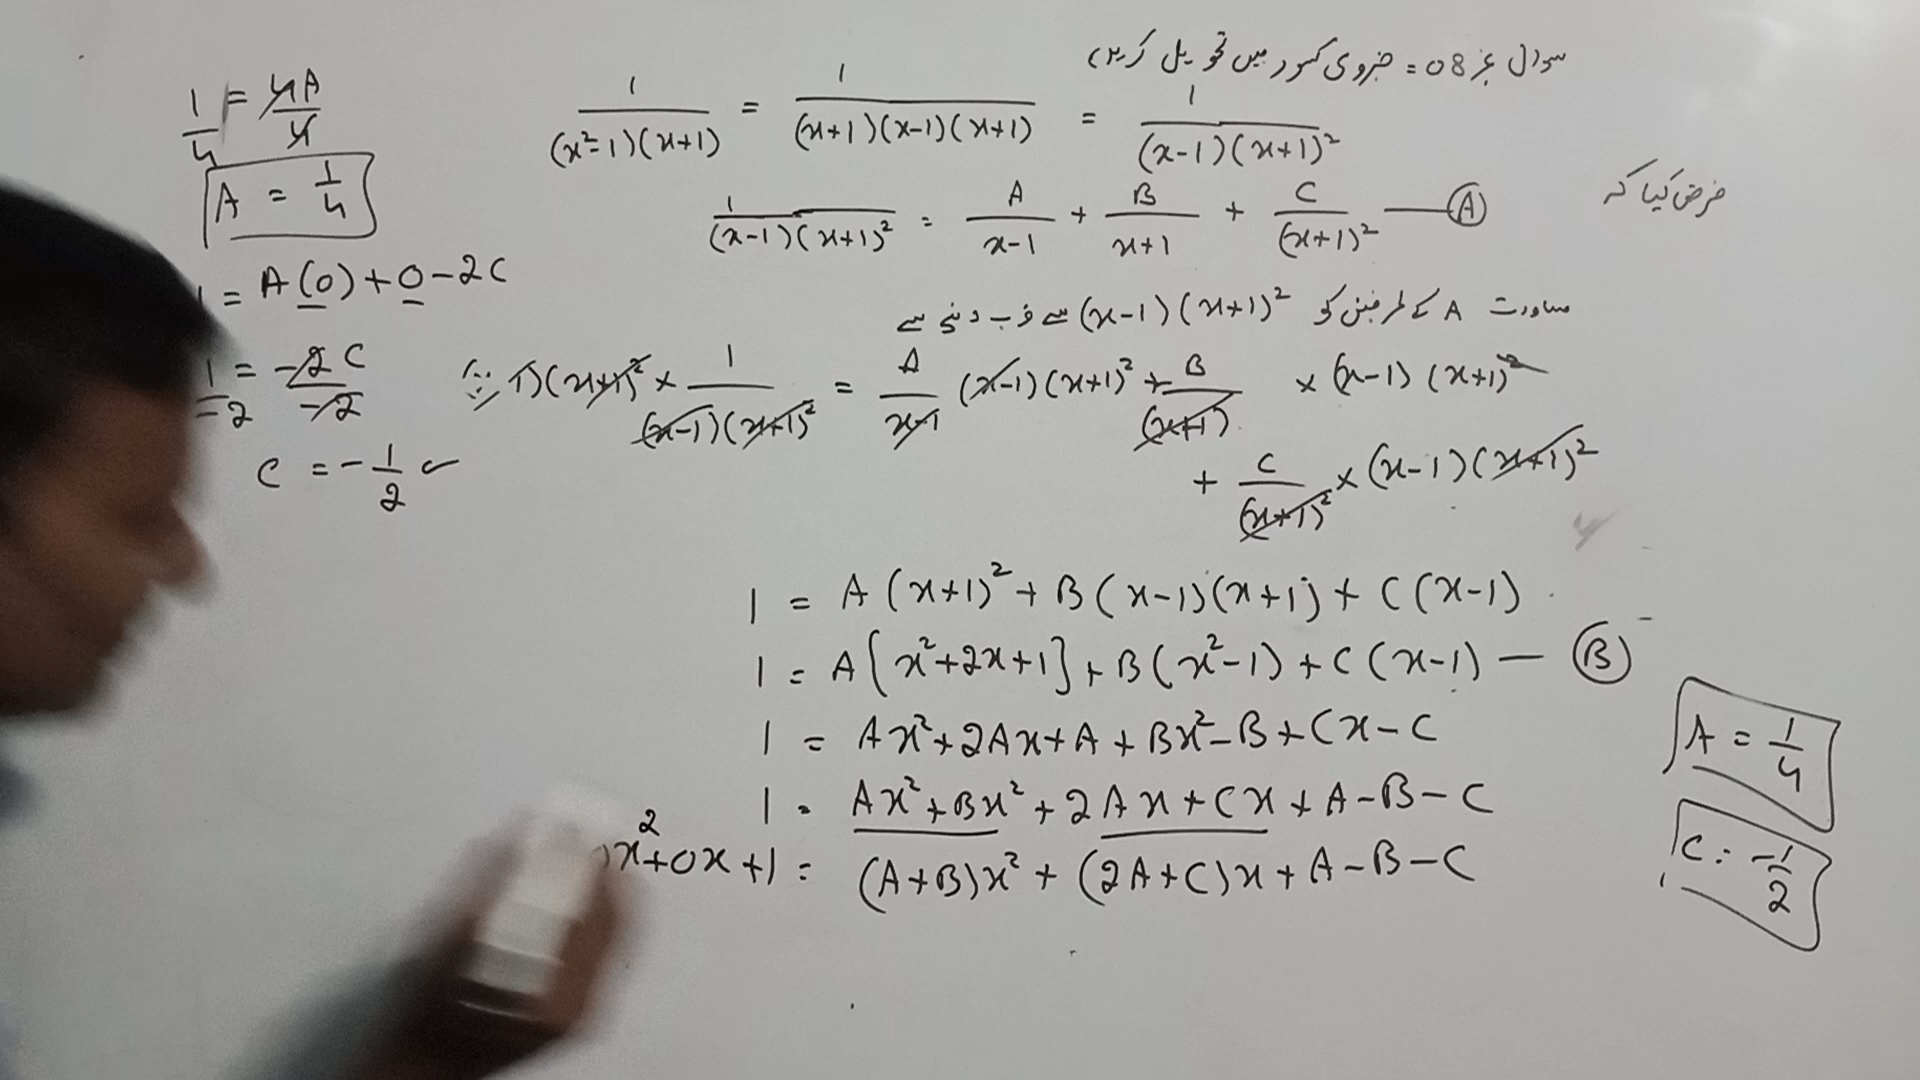 سوال نمبر 08 = جزوی کسور میں تحویل کریں
1/((x²-1)(x+1)) = 1/((x+1)(x-1)(x+1)) = 1/((x-1)(x+1)²)
فرض کیا کہ
1/((x-1)(x+1)²) = A/(x-1) + B/(x+1) + C/(x+1)² — Ⓐ
مساوات A کے طرفین کو (x-1)(x+1)² سے ضرب دینے سے
1)(x+1)² × 1/((x-1)(x+1)²) = A/(x-1) (x-1)(x+1)² + B/(x+1) × (x-1)(x+1)²
+ C/(x+1)² × (x-1)(x+1)²
1 = A(x+1)² + B(x-1)(x+1) + C(x-1)
1 = A[x²+2x+1] + B(x²-1) + C(x-1) — Ⓑ
1 = Ax²+2Ax+A+Bx²-B+Cx-C
1 = Ax²+Bx²+2Ax+Cx+A-B-C
x²+0x+1 = (A+B)x²+(2A+C)x+A-B-C
1/4 = 4A/4
A = 1/4
1 = A(0)+0-2C
1/-2 = -2C/-2
C = -1/2
A = 1/4
C = -1/2